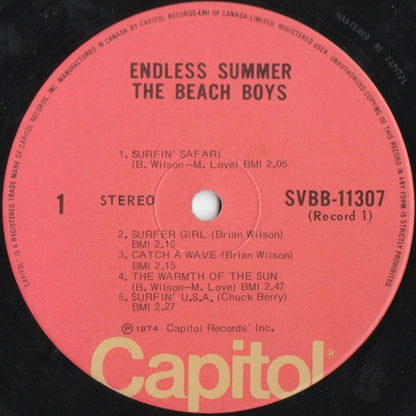 MANUFACTURED IN CANADA BY CAPITOL RECORDS-EMI OF CANADA LIMITED. REGISTERED USER. UNAUTHORIZED COPYING OF THIS RECORD IN ANY FORM IS STRICTLY PROHIBITED
CAPITOL IS A REGISTERED TRADE MARK OF CAPITOL RECORDS, INC.
MASTERED BY CAPITOL
ENDLESS SUMMER
THE BEACH BOYS
1. SURFIN' SAFARI
(B. Wilson-M. Love) BMI 2.05
1 STEREO SVBB-11307
(Record 1)
2. SURFER GIRL (Brian Wilson)
BMI 2.15
3. CATCH A WAVE (Brian Wilson)
BMI 2.15
4. THE WARMTH OF THE SUN
(B. Wilson-M. Love) BMI 2.47
5. SURFIN' U.S.A. (Chuck Berry)
BMI 2.27
Ⓟ 1974 Capitol Records' Inc.
Capitol®